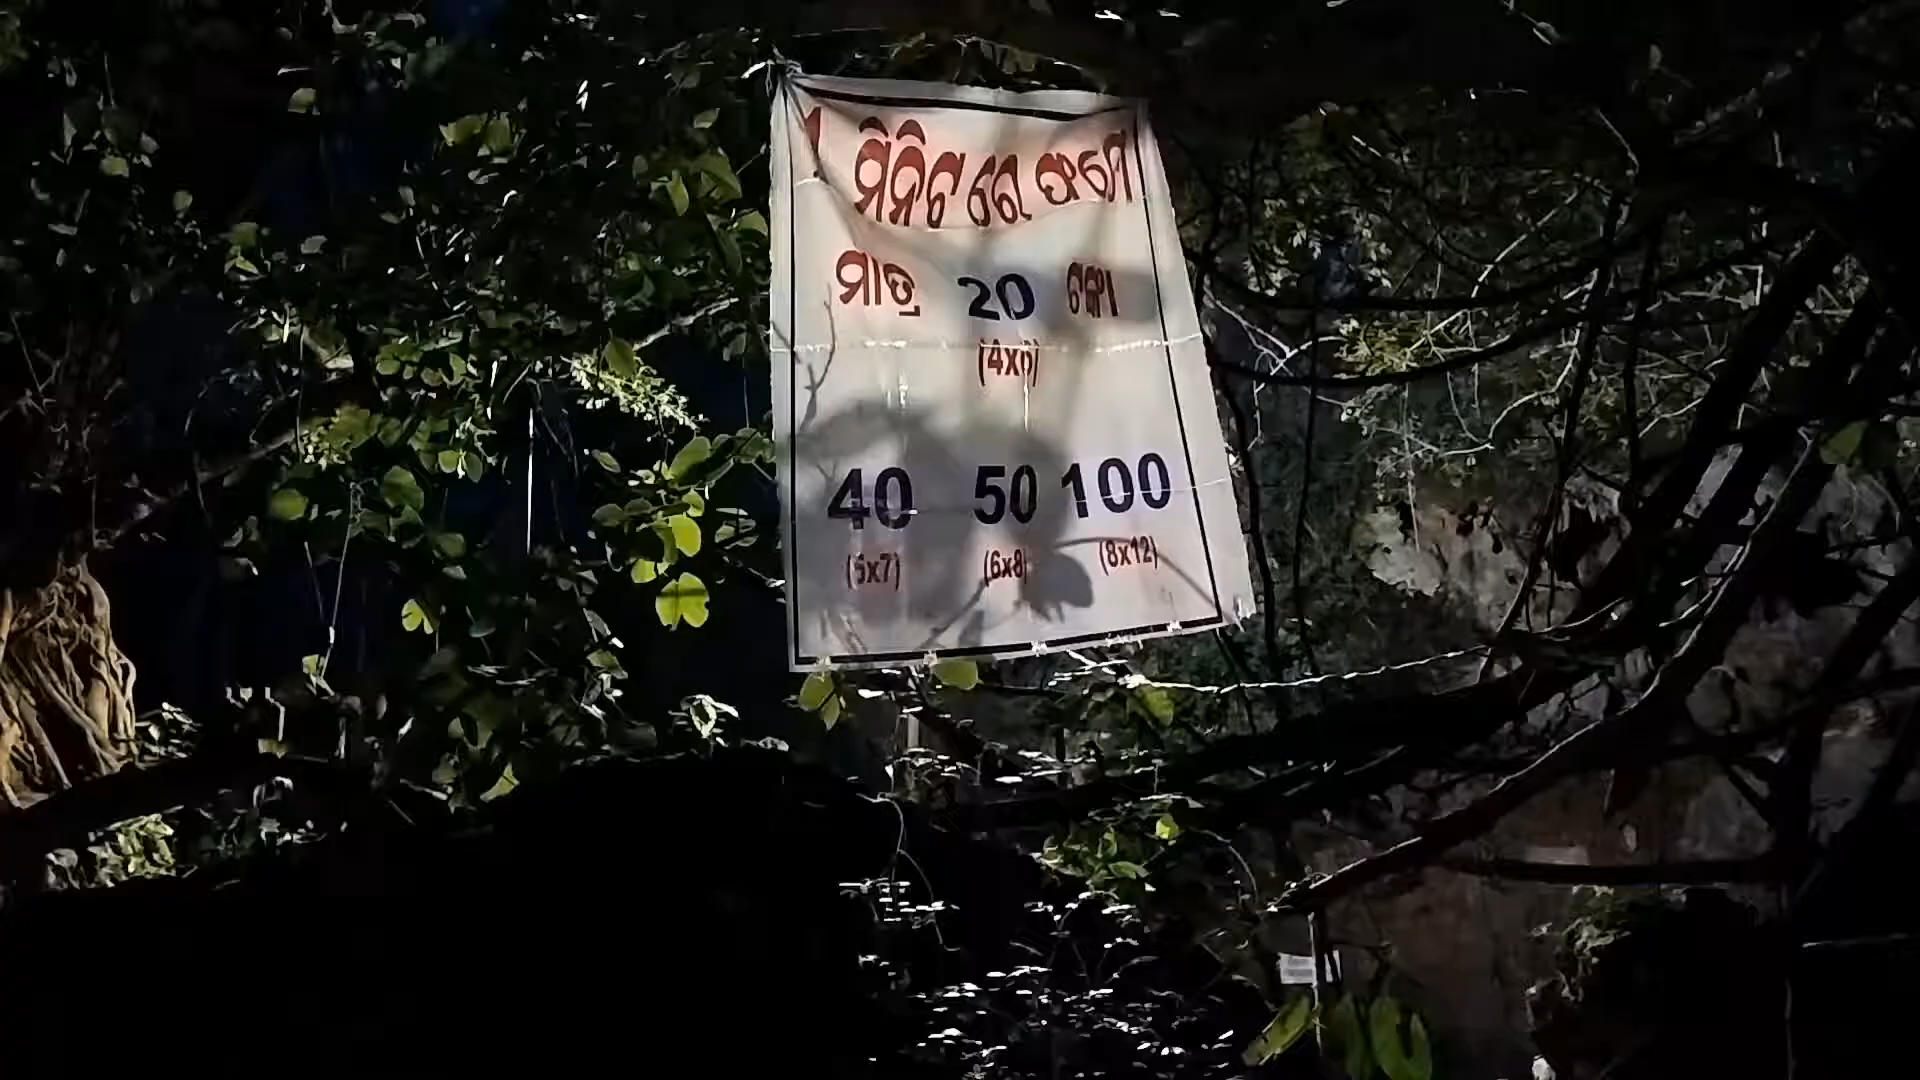 1 ମିନିଟ ରେ ଫଟୋ
ମାତ୍ର 20 ଟଙ୍କା
(4x6)
40 50 100
(5x7) (6x8) (8x12)